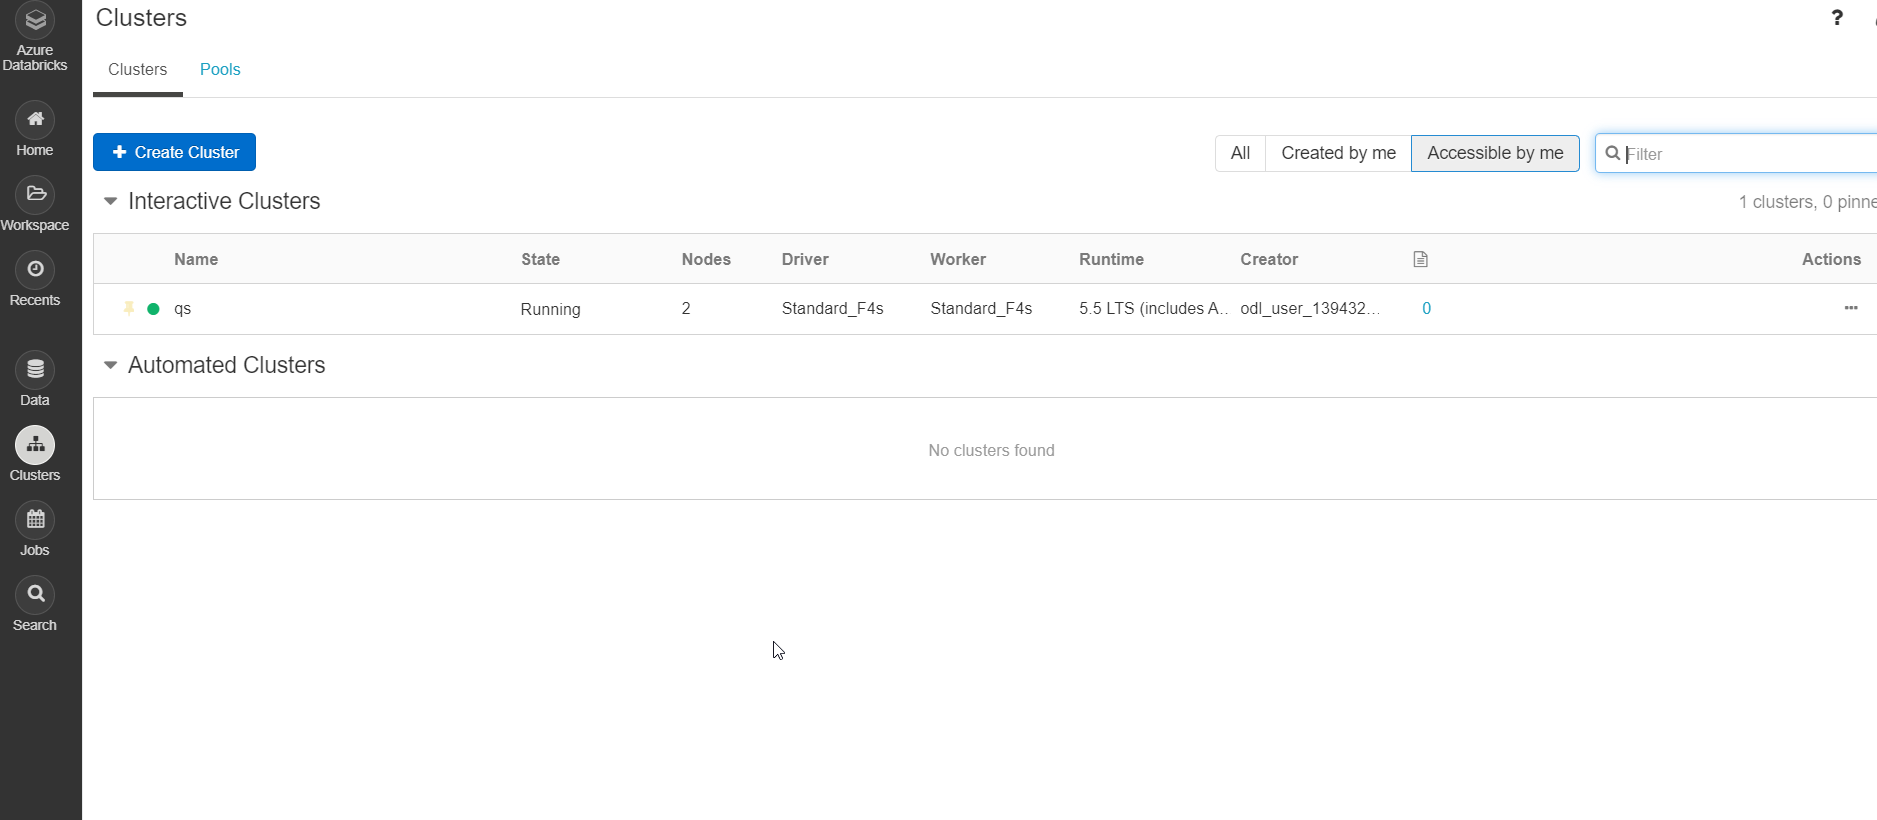 Azure
Databricks
Home
Workspace
Recents
Data
Clusters
Jobs
Search
Clusters
?
Clusters Pools
+ Create Cluster
All Created by me Accessible by me Filter
Interactive Clusters
1 clusters, 0 pinne
Name State Nodes Driver Worker Runtime Creator Actions
qs Running 2 Standard_F4s Standard_F4s 5.5 LTS (includes A... odl_user_139432... 0 ...
Automated Clusters
No clusters found